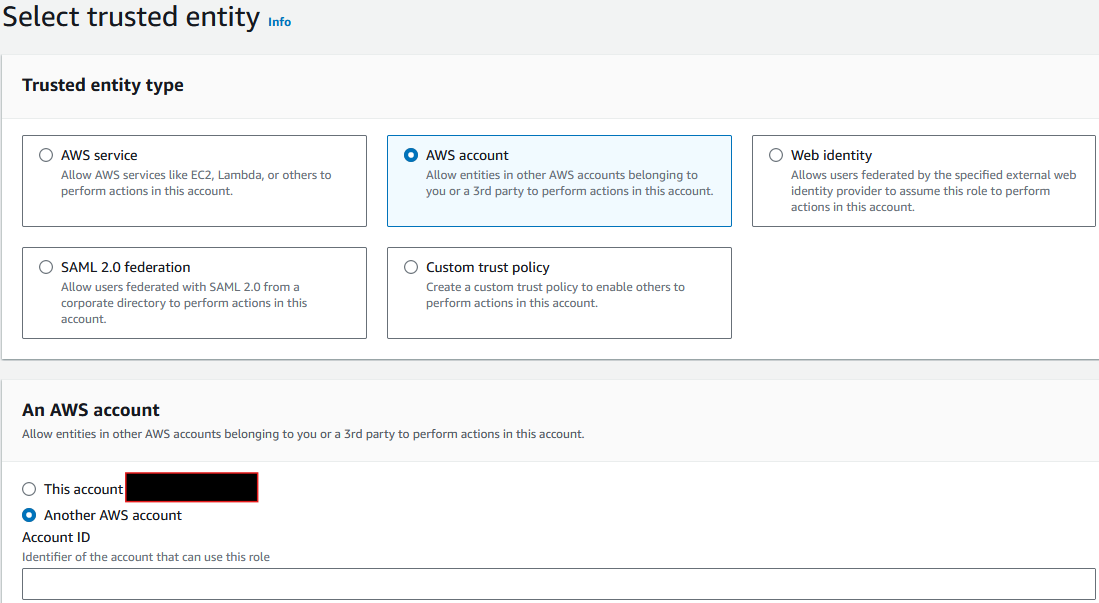 Select trusted entity Info
Trusted entity type
AWS service
Allow AWS services like EC2, Lambda, or others to
perform actions in this account.
AWS account
Allow entities in other AWS accounts belonging to
you or a 3rd party to perform actions in this account.
Web identity
Allows users federated by the specified external web
identity provider to assume this role to perform
actions in this account.
SAML 2.0 federation
Allow users federated with SAML 2.0 from a
corporate directory to perform actions in this
account.
Custom trust policy
Create a custom trust policy to enable others to
perform actions in this account.
An AWS account
Allow entities in other AWS accounts belonging to you or a 3rd party to perform actions in this account.
This account
Another AWS account
Account ID
Identifier of the account that can use this role